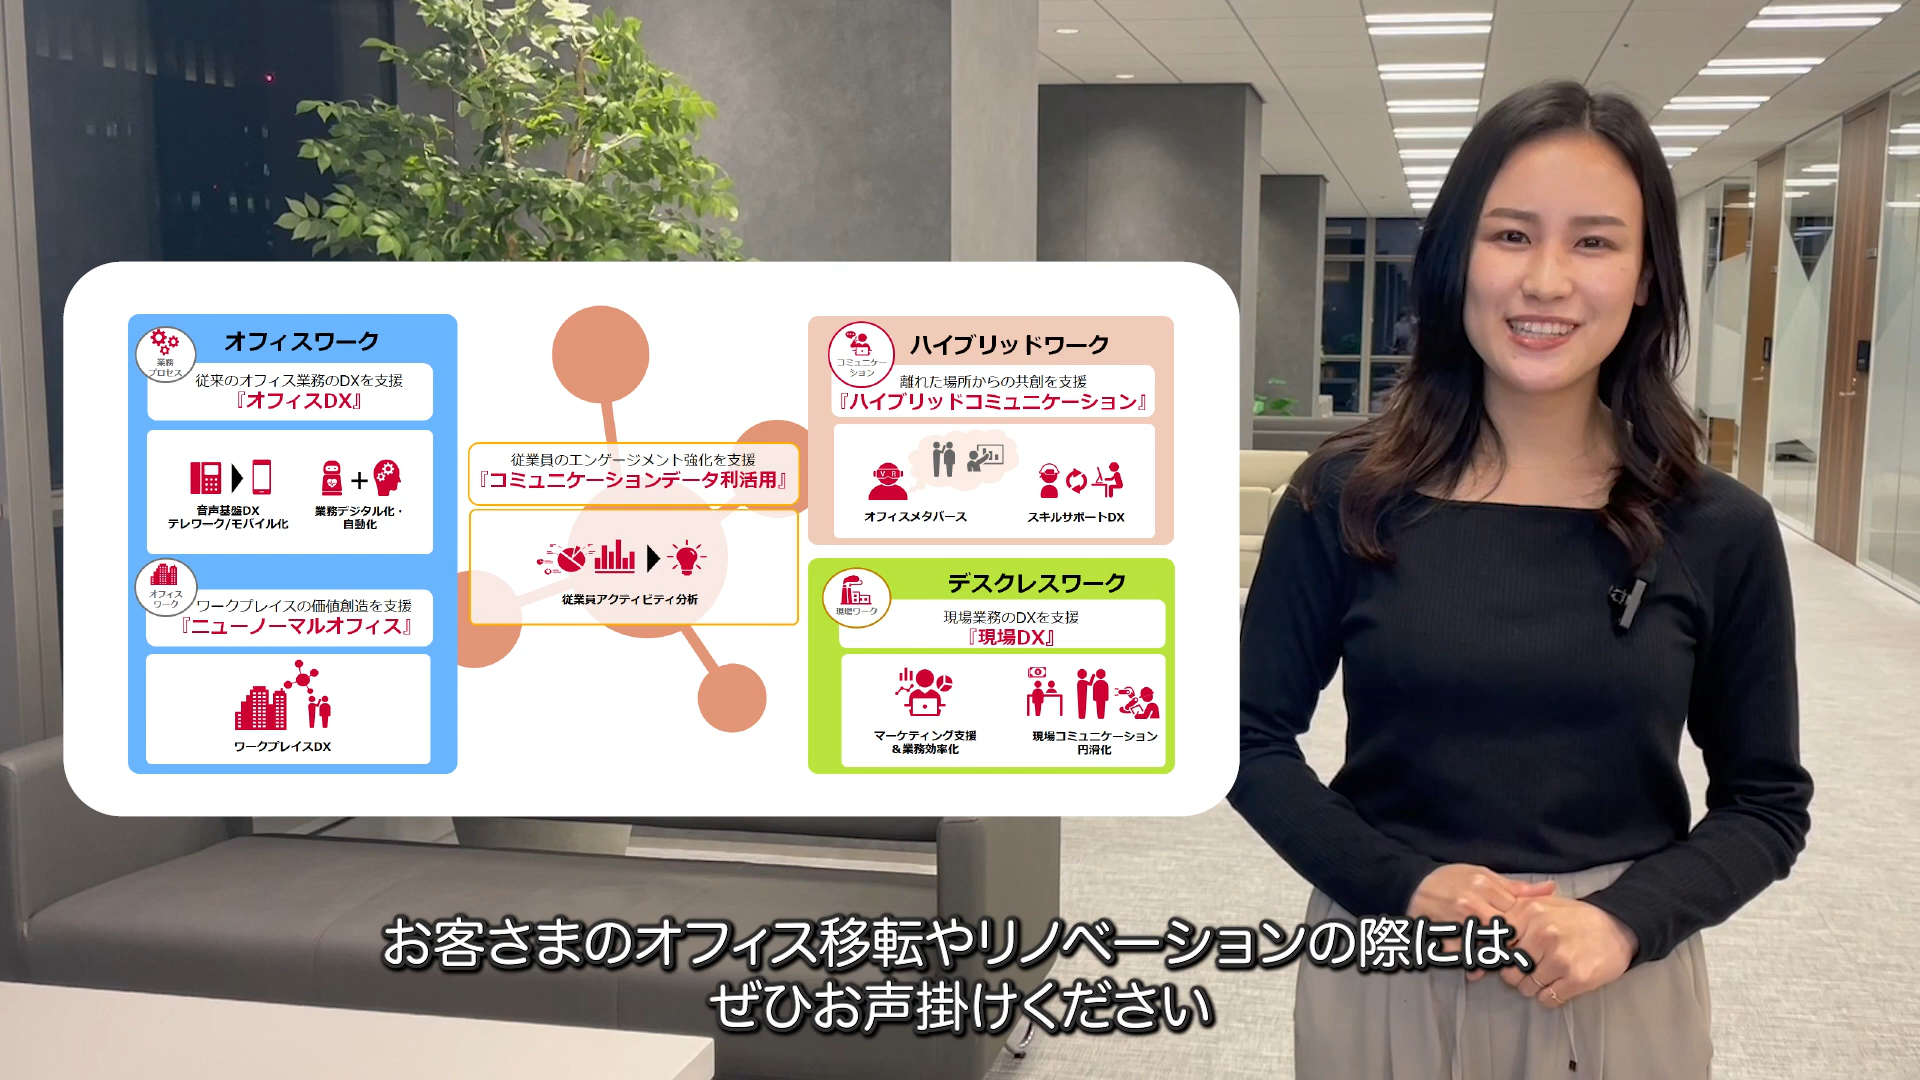 オフィスワーク
業務
プロセス
従来のオフィス業務のDXを支援
『オフィスDX』
音声基盤DX
テレワーク/モバイル化
業務デジタル化・
自動化
オフィス
ワーク
ワークプレイスの価値創造を支援
『ニューノーマルオフィス』
ワークプレイスDX
従業員のエンゲージメント強化を支援
『コミュニケーションデータ利活用』
従業員アクティビティ分析
ハイブリッドワーク
コミュニケー
ション
離れた場所からの共創を支援
『ハイブリッドコミュニケーション』
VR
オフィスメタバース
スキルサポートDX
デスクレスワーク
現場ワーク
現場業務のDXを支援
『現場DX』
マーケティング支援
&業務効率化
現場コミュニケーション
円滑化
お客さまのオフィス移転やリノベーションの際には、
ぜひお声掛けください